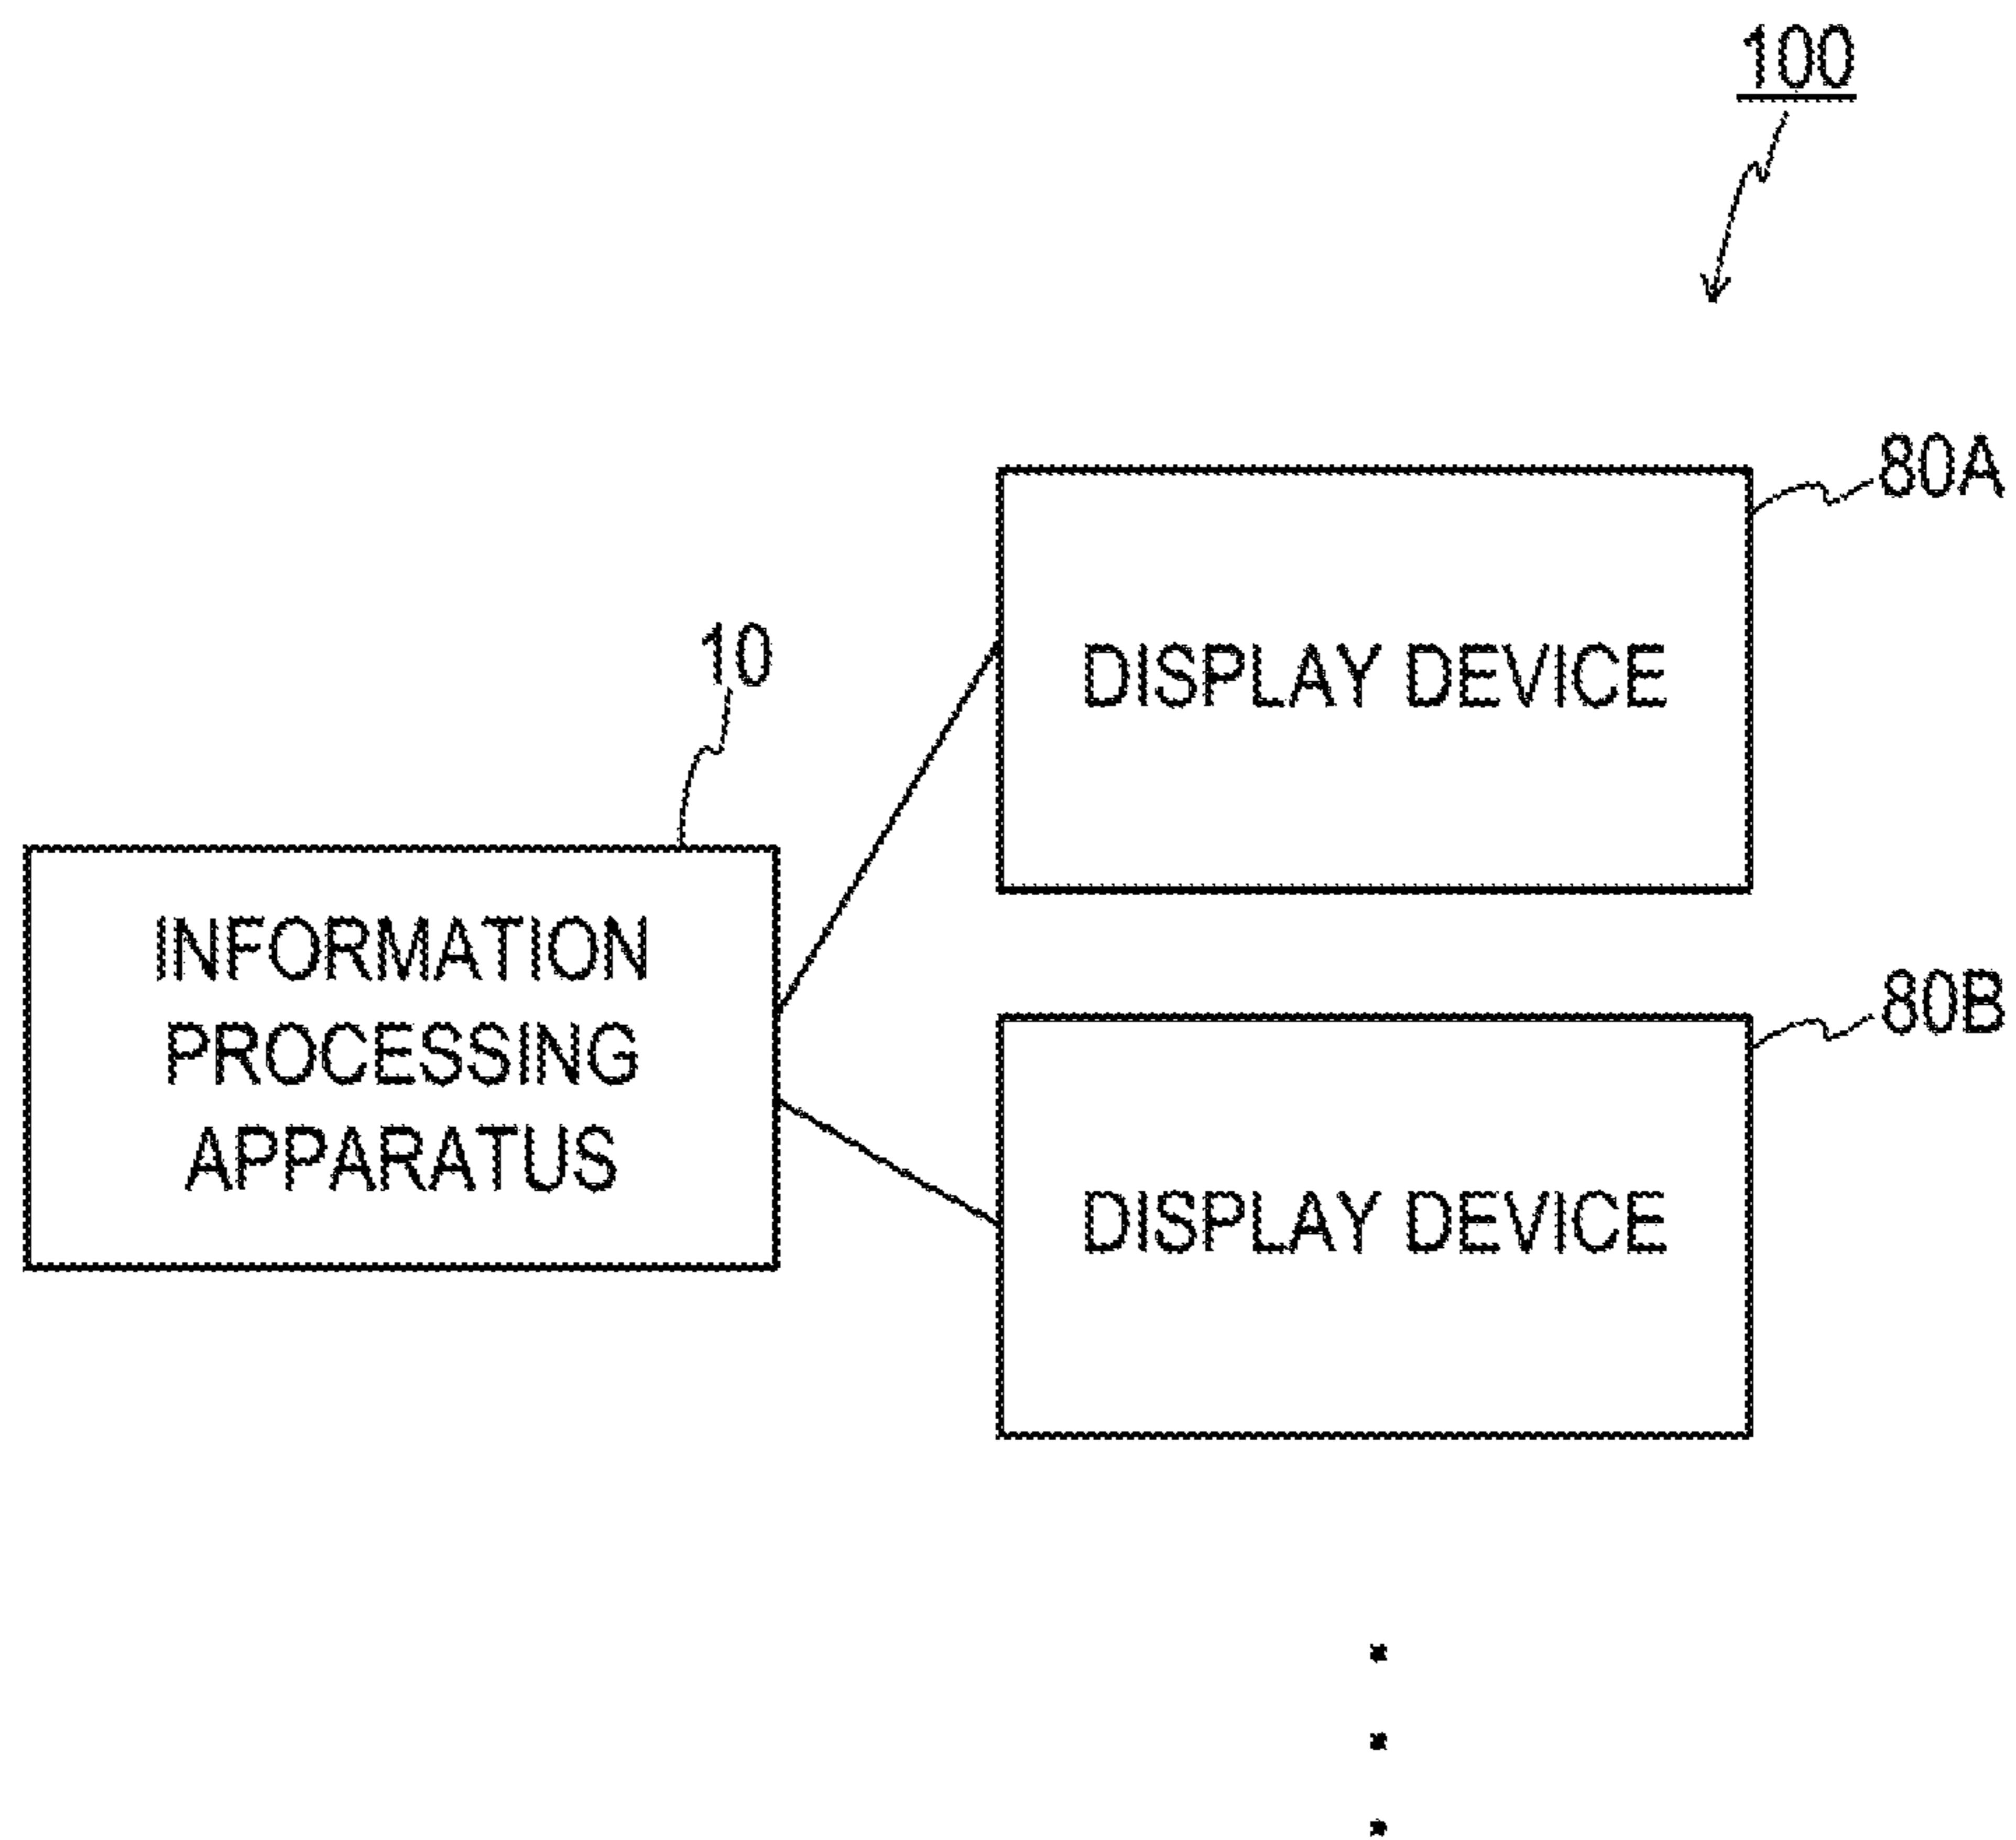 100
80A
DISPLAY DEVICE
10
INFORMATION
PROCESSING
APPARATUS
80B
DISPLAY DEVICE